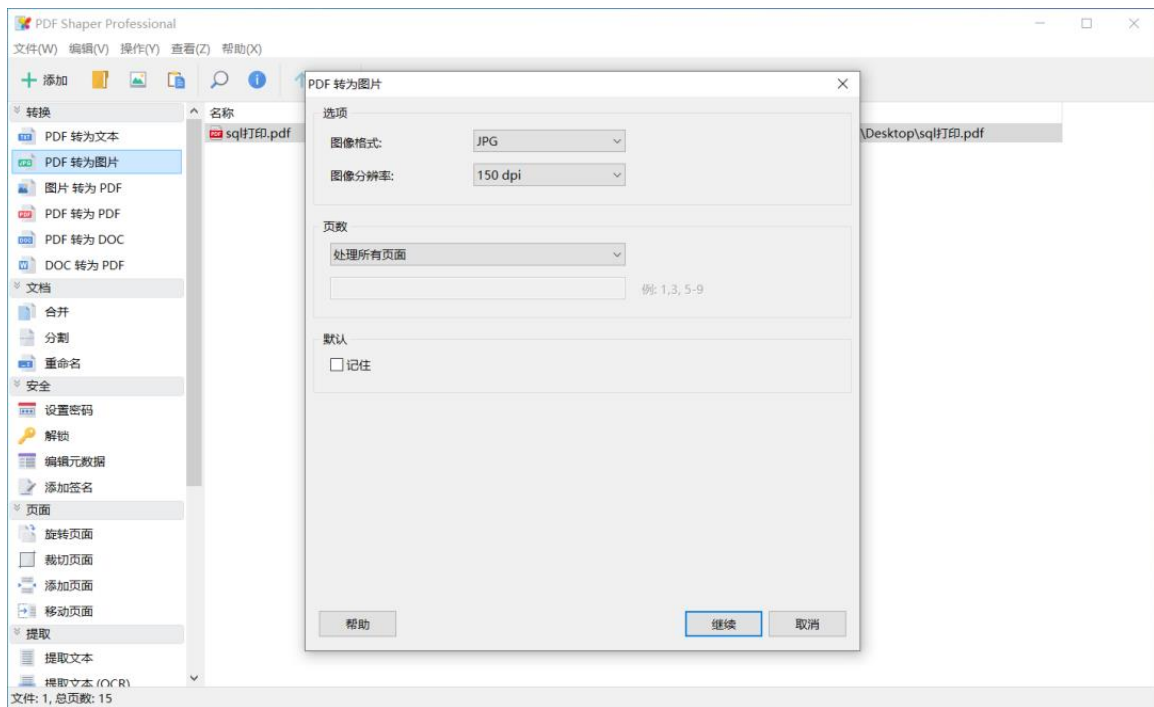 PDF Shaper Professional
文件(W) 编辑(V) 操作(Y) 查看(Z) 帮助(X)
添加
转换
PDF 转为文本
PDF 转为图片
图片 转为 PDF
PDF 转为 PDF
PDF 转为 DOC
DOC 转为 PDF
文档
合并
分割
重命名
安全
设置密码
解锁
编辑元数据
添加签名
页面
旋转页面
裁切页面
添加页面
移动页面
提取
提取文本
提取文本 (OCR)
文件: 1, 总页数: 15
名称
sql打印.pdf
\Desktop\sql打印.pdf
PDF 转为图片
选项
图像格式: JPG
图像分辨率: 150 dpi
页数
处理所有页面
例: 1,3, 5-9
默认
记住
帮助 继续 取消